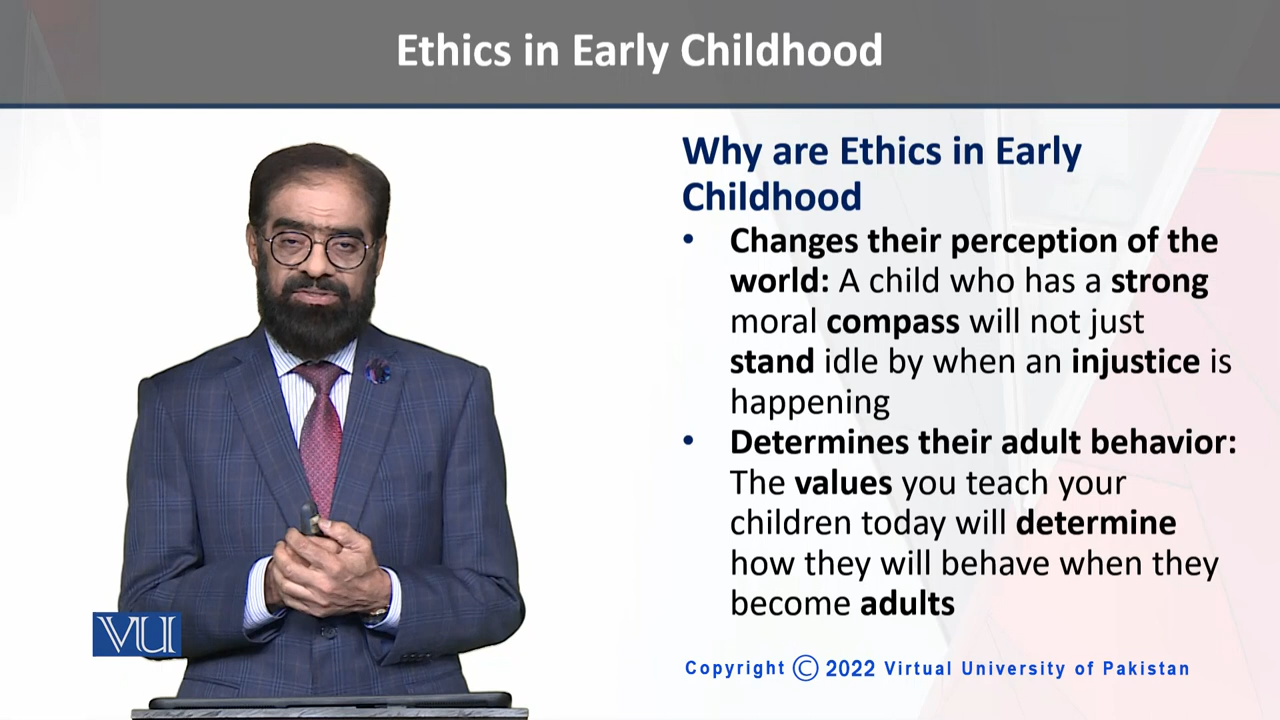 Ethics in Early Childhood
Why are Ethics in Early
Childhood
• Changes their perception of the
world: A child who has a strong
moral compass will not just
stand idle by when an injustice is
happening
• Determines their adult behavior:
The values you teach your
children today will determine
how they will behave when they
become adults
VU
Copyright © 2022 Virtual University of Pakistan